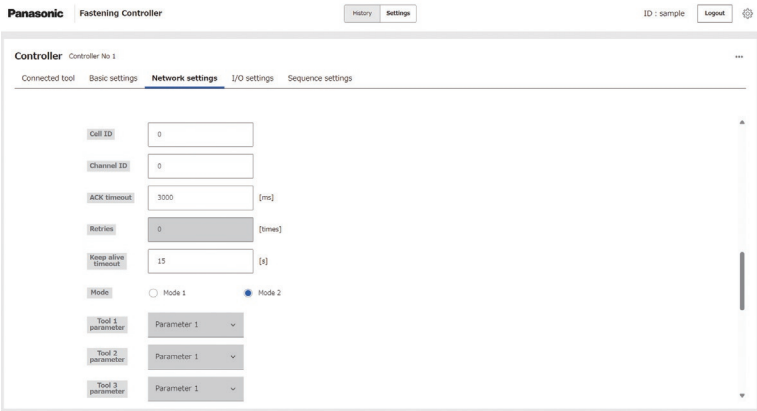 Panasonic Fastening Controller History Settings ID : sample Logout
Controller Controller No 1
Connected tool Basic settings Network settings I/O settings Sequence settings
Cell ID 0
Channel ID 0
ACK timeout 3000 [ms]
Retries 0 [times]
Keep alive
timeout 15 [s]
Mode Mode 1 Mode 2
Tool 1
parameter Parameter 1
Tool 2
parameter Parameter 1
Tool 3
parameter Parameter 1